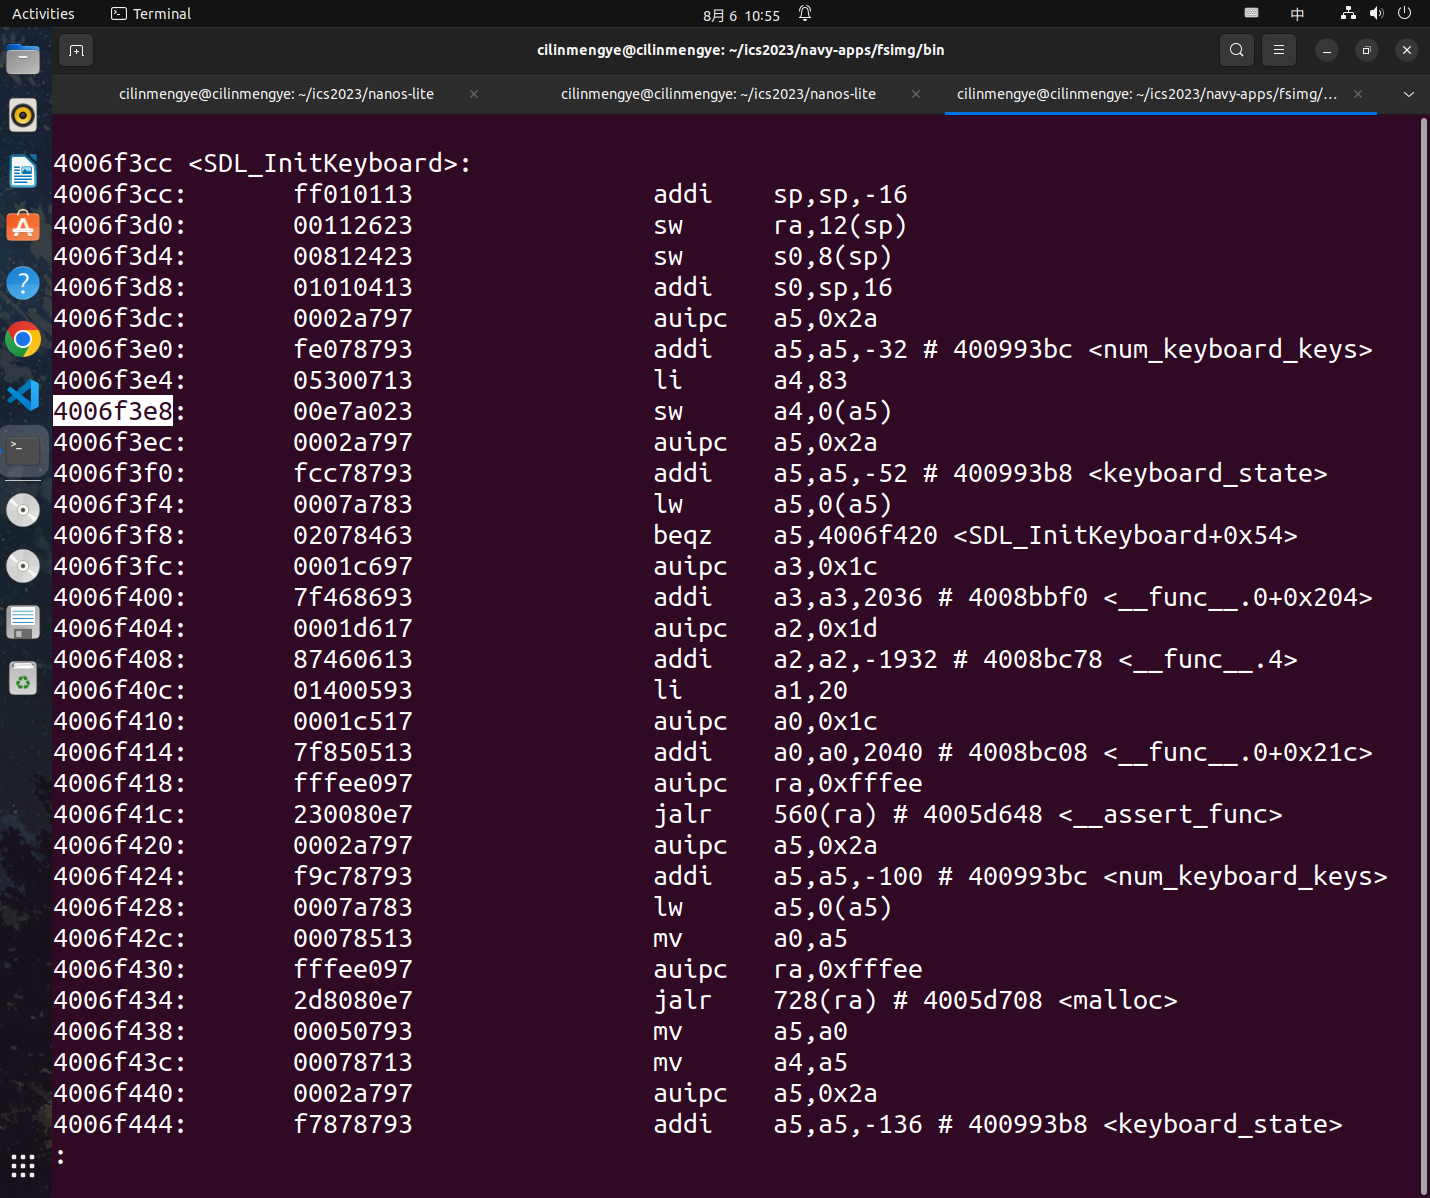 Activities Terminal 8月 6 10:55 中
cilinmengye@cilinmengye: ~/ics2023/navy-apps/fsimg/bin
cilinmengye@cilinmengye: ~/ics2023/nanos-lite × cilinmengye@cilinmengye: ~/ics2023/nanos-lite × cilinmengye@cilinmengye: ~/ics2023/navy-apps/fsimg/... ×
4006f3cc <SDL_InitKeyboard>:
4006f3cc: ff010113 addi sp,sp,-16
4006f3d0: 00112623 sw ra,12(sp)
4006f3d4: 00812423 sw s0,8(sp)
4006f3d8: 01010413 addi s0,sp,16
4006f3dc: 0002a797 auipc a5,0x2a
4006f3e0: fe078793 addi a5,a5,-32 # 400993bc <num_keyboard_keys>
4006f3e4: 05300713 li a4,83
4006f3e8: 00e7a023 sw a4,0(a5)
4006f3ec: 0002a797 auipc a5,0x2a
4006f3f0: fcc78793 addi a5,a5,-52 # 400993b8 <keyboard_state>
4006f3f4: 0007a783 lw a5,0(a5)
4006f3f8: 02078463 beqz a5,4006f420 <SDL_InitKeyboard+0x54>
4006f3fc: 0001c697 auipc a3,0x1c
4006f400: 7f468693 addi a3,a3,2036 # 4008bbf0 <__func__.0+0x204>
4006f404: 0001d617 auipc a2,0x1d
4006f408: 87460613 addi a2,a2,-1932 # 4008bc78 <__func__.4>
4006f40c: 01400593 li a1,20
4006f410: 0001c517 auipc a0,0x1c
4006f414: 7f850513 addi a0,a0,2040 # 4008bc08 <__func__.0+0x21c>
4006f418: fffee097 auipc ra,0xfffee
4006f41c: 230080e7 jalr 560(ra) # 4005d648 <__assert_func>
4006f420: 0002a797 auipc a5,0x2a
4006f424: f9c78793 addi a5,a5,-100 # 400993bc <num_keyboard_keys>
4006f428: 0007a783 lw a5,0(a5)
4006f42c: 00078513 mv a0,a5
4006f430: fffee097 auipc ra,0xfffee
4006f434: 2d8080e7 jalr 728(ra) # 4005d708 <malloc>
4006f438: 00050793 mv a5,a0
4006f43c: 00078713 mv a4,a5
4006f440: 0002a797 auipc a5,0x2a
4006f444: f7878793 addi a5,a5,-136 # 400993b8 <keyboard_state>
: